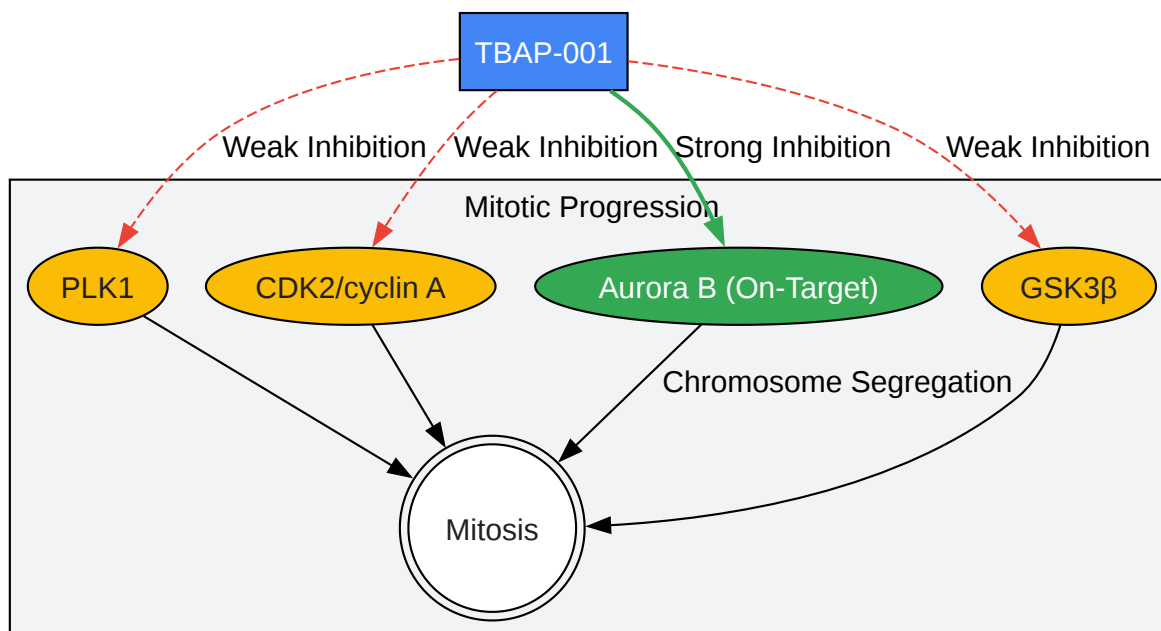 TBAP-001
Weak Inhibition
Weak Inhibition
Strong Inhibition
Weak Inhibition
Mitotic Progression
PLK1
CDK2/cyclin A
Aurora B (On-Target)
GSK3β
Chromosome Segregation
Mitosis